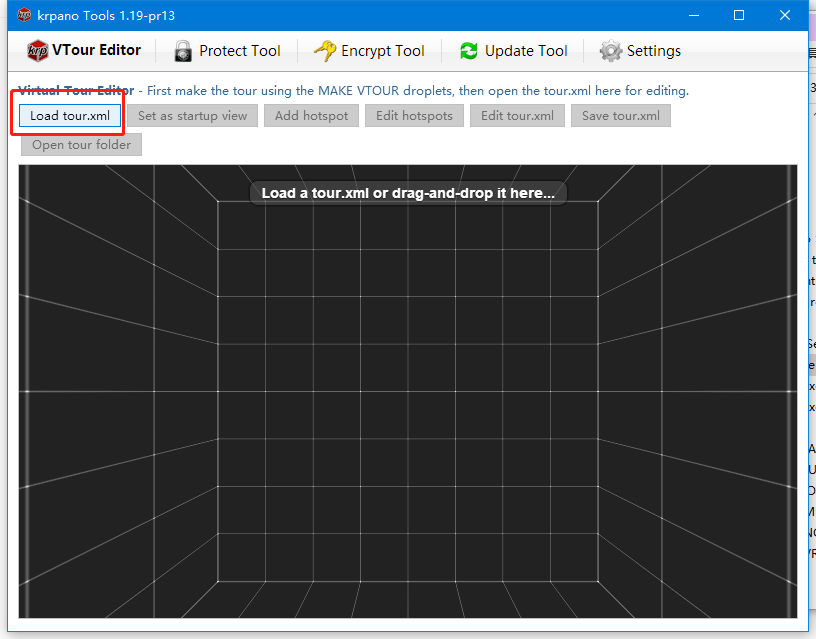 krpano Tools 1.19-pr13
krp VTour Editor Protect Tool Encrypt Tool Update Tool Settings
Virtual Tour Editor - First make the tour using the MAKE VTOUR droplets, then open the tour.xml here for editing.
Load tour.xml Set as startup view Add hotspot Edit hotspots Edit tour.xml Save tour.xml
Open tour folder
Load a tour.xml or drag-and-drop it here...